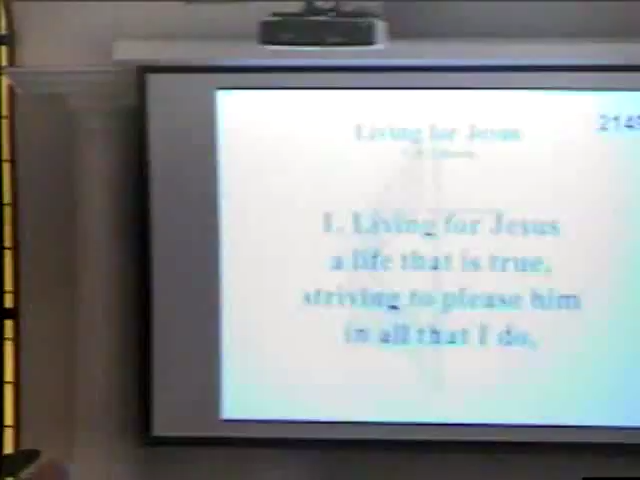 Living for Jesus
1. Living for Jesus
a life that is true,
striving to please him
in all that I do,